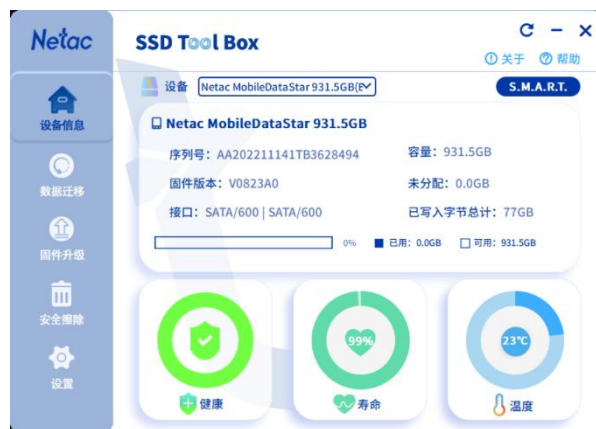 Netac
SSD Tool Box
关于 帮助
设备 Netac MobileDataStar 931.5GB(E
S.M.A.R.T.
设备信息
数据迁移
固件升级
安全擦除
设置
Netac MobileDataStar 931.5GB
序列号: AA202211141TB3628494 容量: 931.5GB
固件版本: V0823A0 未分配: 0.0GB
接口: SATA/600 | SATA/600 已写入字节总计: 77GB
0% 已用: 0.0GB 可用: 931.5GB
99%
23℃
健康
寿命
温度